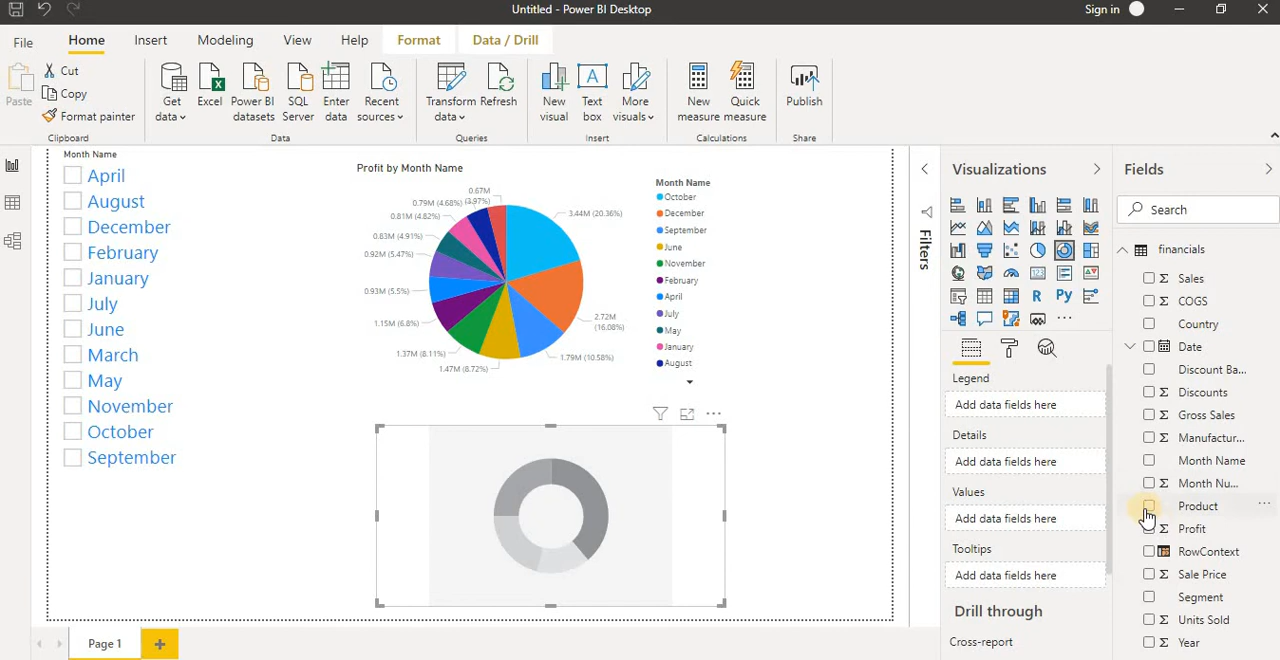 Untitled - Power BI Desktop
Sign in
File
Home
Insert
Modeling
View
Help
Format
Data / Drill
Paste
Cut
Copy
Format painter
Clipboard
Get data
Excel
Power BI datasets
SQL Server
Enter data
Recent sources
Data
Transform data
Refresh
Queries
New visual
A
Text box
More visuals
Insert
New measure
Quick measure
Calculations
Publish
Share
Month Name
April
August
December
February
January
July
June
March
May
November
October
September
Profit by Month Name
0.67M
(3.97%)
0.79M (4.68%)
0.81M (4.82%)
0.83M (4.91%)
0.92M (5.47%)
0.93M (5.5%)
1.15M (6.8%)
1.37M (8.11%)
1.47M (8.72%)
1.79M (10.58%)
2.72M
(16.08%)
3.44M (20.36%)
Month Name
October
December
September
June
November
February
April
July
May
January
August
Filters
Visualizations
R
Py
Legend
Add data fields here
Details
Add data fields here
Values
Add data fields here
Tooltips
Add data fields here
Drill through
Cross-report
Fields
Search
financials
Sales
COGS
Country
Date
Discount Ba...
Discounts
Gross Sales
Manufactur...
Month Name
Month Nu...
Product
Profit
RowContext
Sale Price
Segment
Units Sold
Year
Page 1